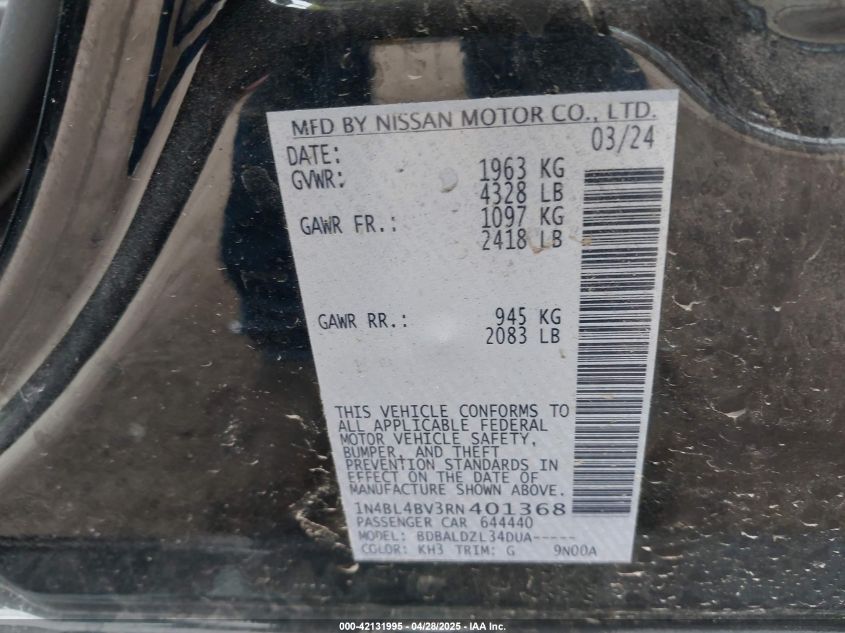 MFD BY NISSAN MOTOR CO., LTD.
DATE: 03/24
GVWR: 1963 KG
4328 LB
GAWR FR.: 1097 KG
2418 LB
GAWR RR.: 945 KG
2083 LB
THIS VEHICLE CONFORMS TO
ALL APPLICABLE FEDERAL
MOTOR VEHICLE SAFETY,
BUMPER, AND THEFT
PREVENTION STANDARDS IN
EFFECT ON THE DATE OF
MANUFACTURE SHOWN ABOVE.
1N4BL4BV3RN401368
PASSENGER CAR 644440
MODEL: BDBALDZL34DUA-----
COLOR: KH3 TRIM: G 9N00A
000-42131995 - 04/28/2025 - IAA Inc.